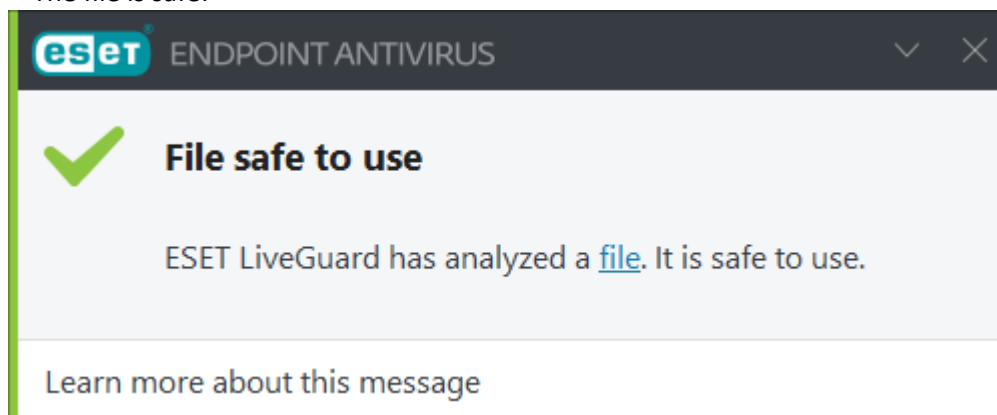 eset® ENDPOINT ANTIVIRUS
File safe to use
ESET LiveGuard has analyzed a file. It is safe to use.
Learn more about this message